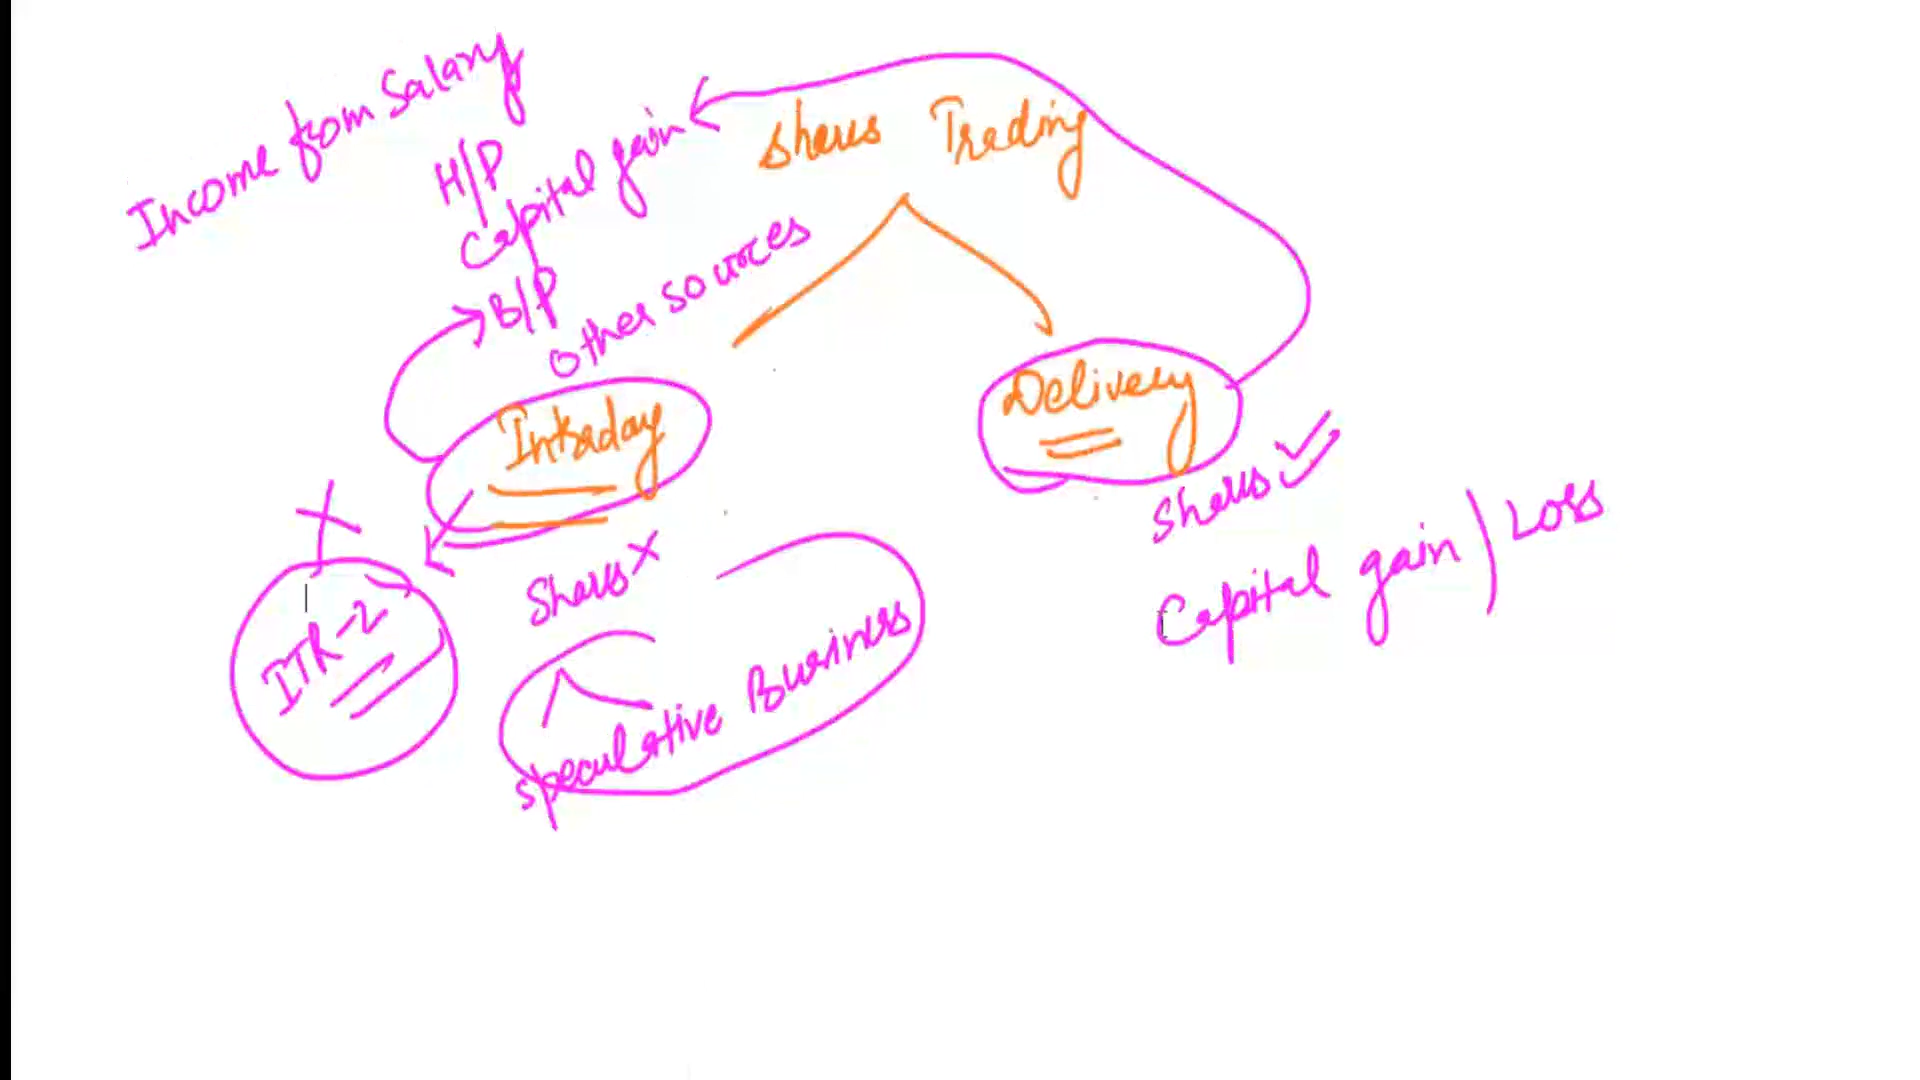 Income from Salary
H/P
Capital gain
B/P
Other sources
Shares Trading
Intraday
Delivery
Shares X
Shares ✓
Capital gain / Loss
X
ITR-2
Speculative Business